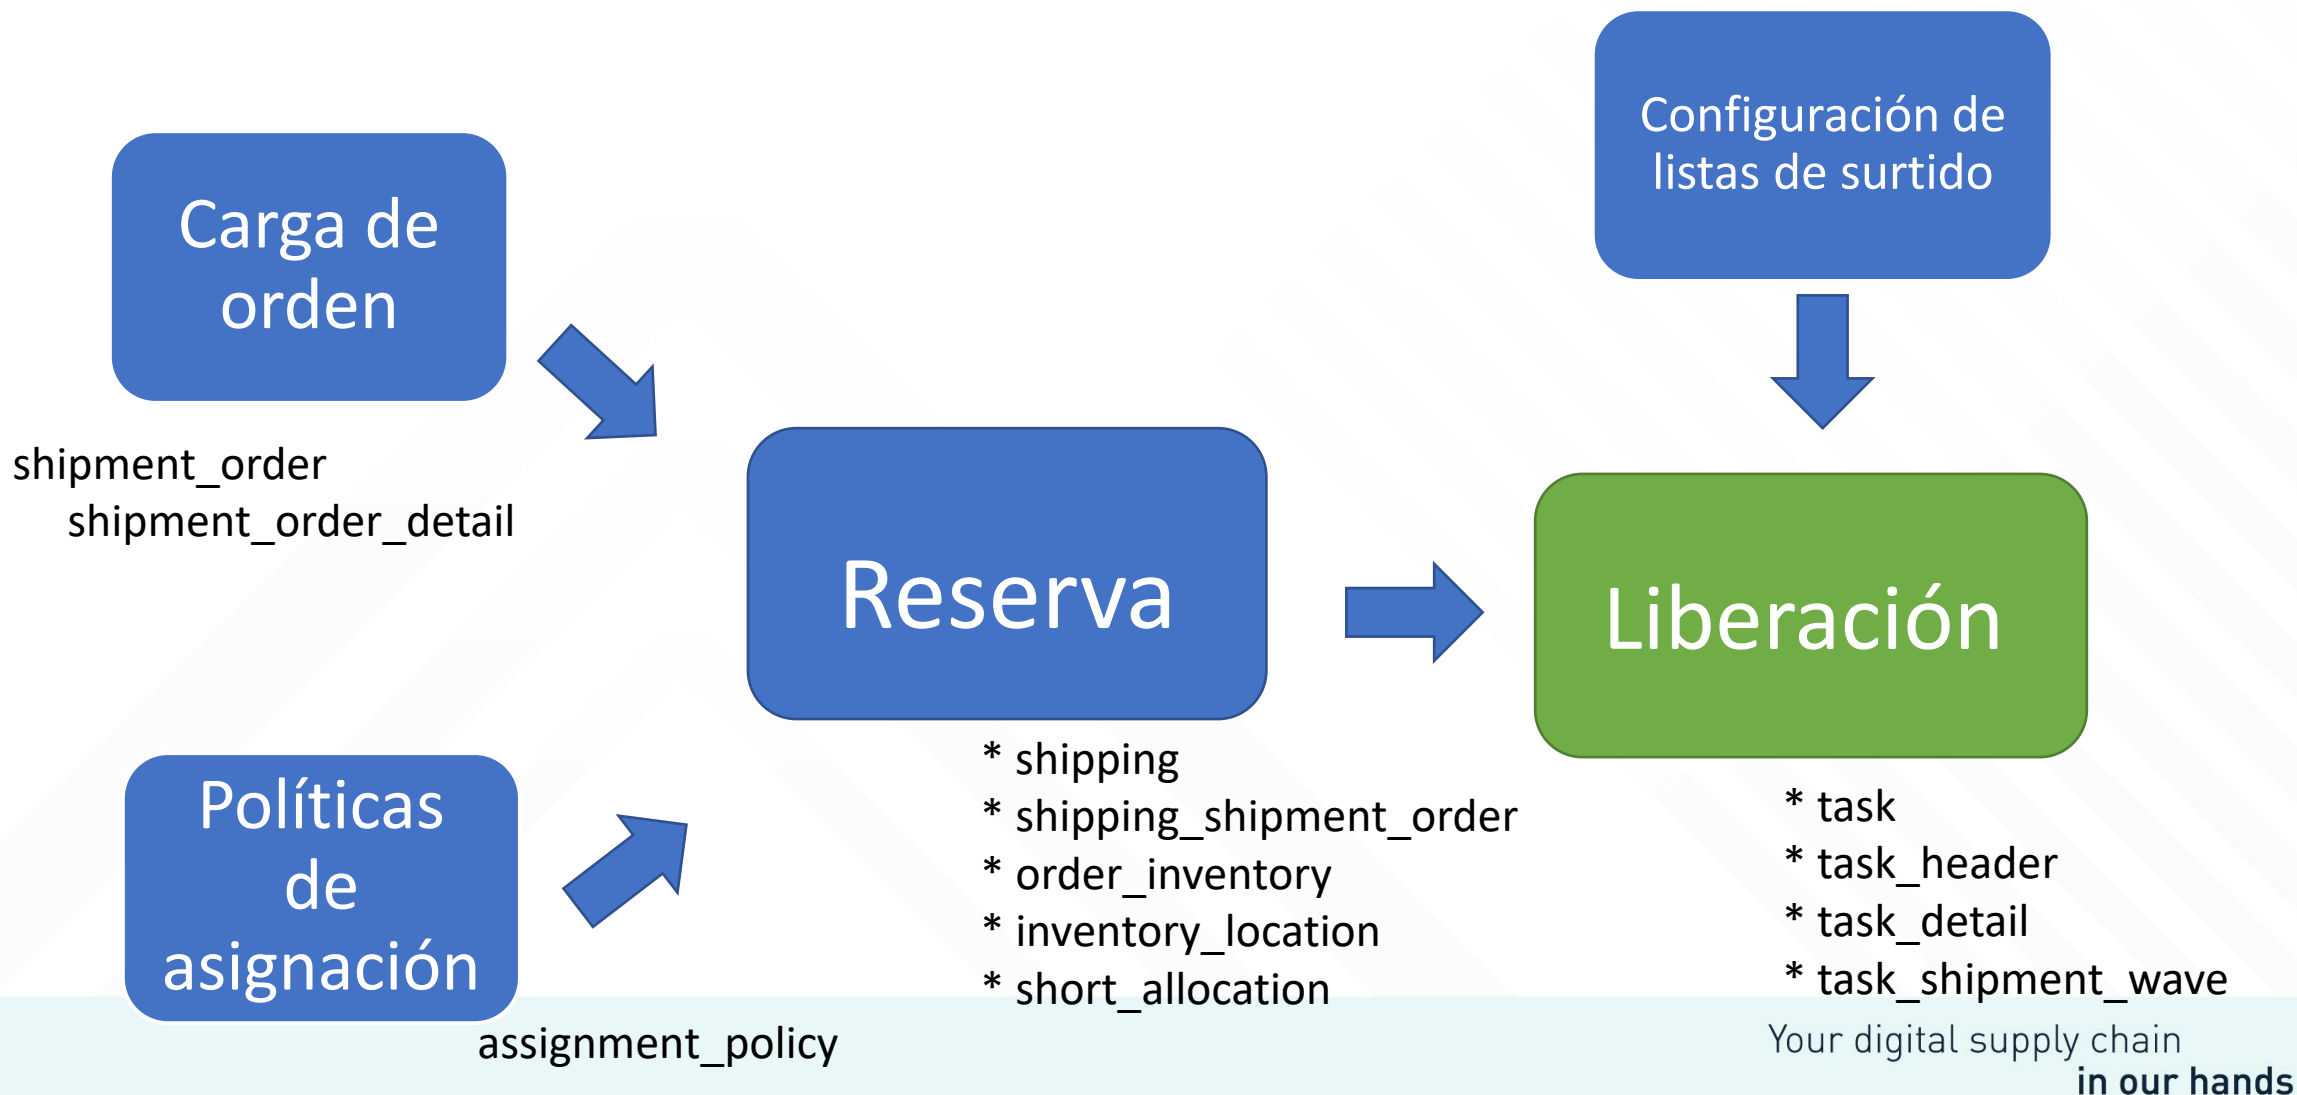 Carga de
orden
shipment_order
shipment_order_detail
Políticas
de
asignación
assignment_policy
Reserva
* shipping
* shipping_shipment_order
* order_inventory
* inventory_location
* short_allocation
Configuración de
listas de surtido
Liberación
* task
* task_header
* task_detail
* task_shipment_wave
Your digital supply chain
in our hands